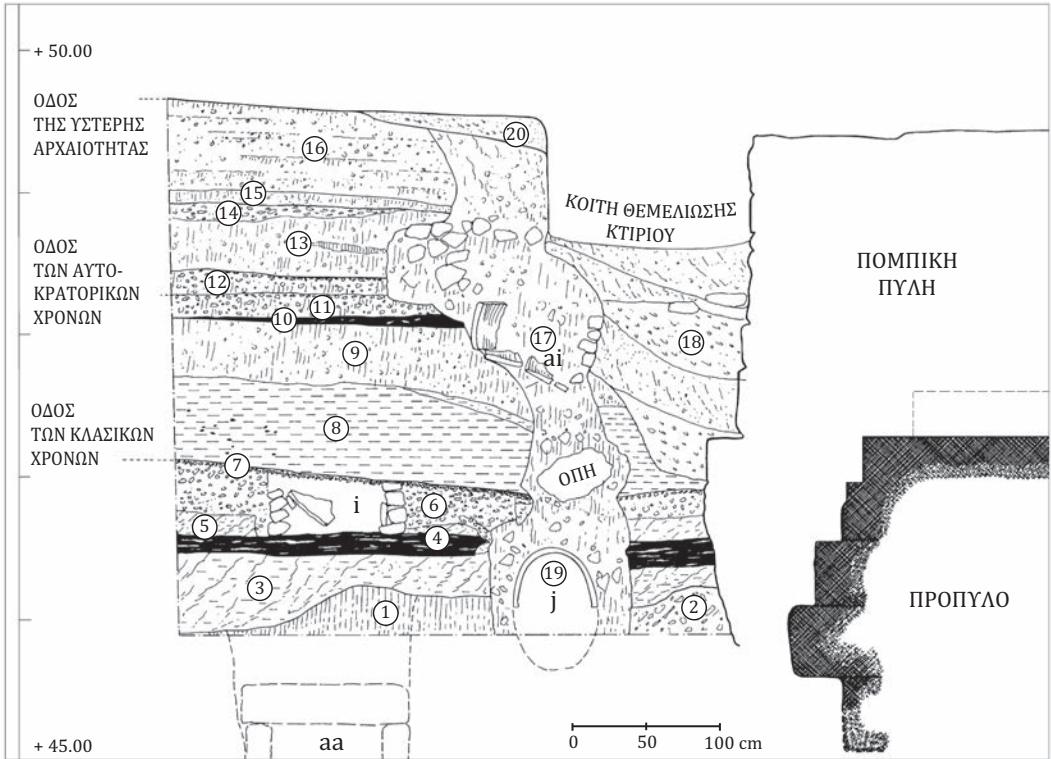 + 50.00
ΟΔΟΣ
ΤΗΣ ΥΣΤΕΡΗΣ
ΑΡΧΑΙΟΤΗΤΑΣ
20
16
15
14
ΚΟΙΤΗ ΘΕΜΕΛΙΩΣΗΣ
ΚΤΙΡΙΟΥ
13
ΟΔΟΣ
ΤΩΝ ΑΥΤΟ-
ΚΡΑΤΟΡΙΚΩΝ
ΧΡΟΝΩΝ
ΠΟΜΠΙΚΗ
ΠΥΛΗ
12
11
10
17
ai
18
9
ΟΔΟΣ
ΤΩΝ ΚΛΑΣΙΚΩΝ
ΧΡΟΝΩΝ
8
7
ΟΠΗ
i
6
5
4
3
19
j
1
2
ΠΡΟΠΥΛΟ
aa
0 50 100 cm
+ 45.00